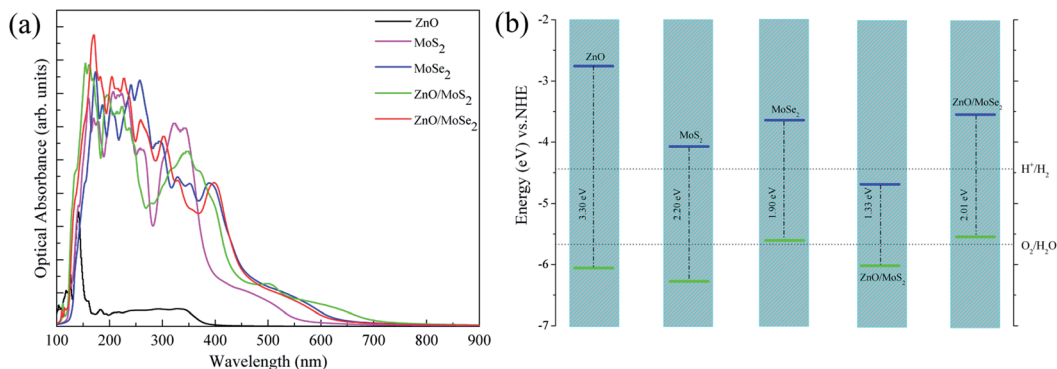 (a)
ZnO
MoS2
MoSe2
ZnO/MoS2
ZnO/MoSe2
Optical Absorbance (arb. units)
100 200 300 400 500 600 700 800 900
Wavelength (nm)
(b)
-2
-3
-4
-5
-6
-7
Energy (eV) vs.NHE
ZnO
3.30 eV
MoS2
2.20 eV
MoSe2
1.90 eV
1.33 eV
ZnO/MoS2
ZnO/MoSe2
2.01 eV
H+/H2
O2/H2O